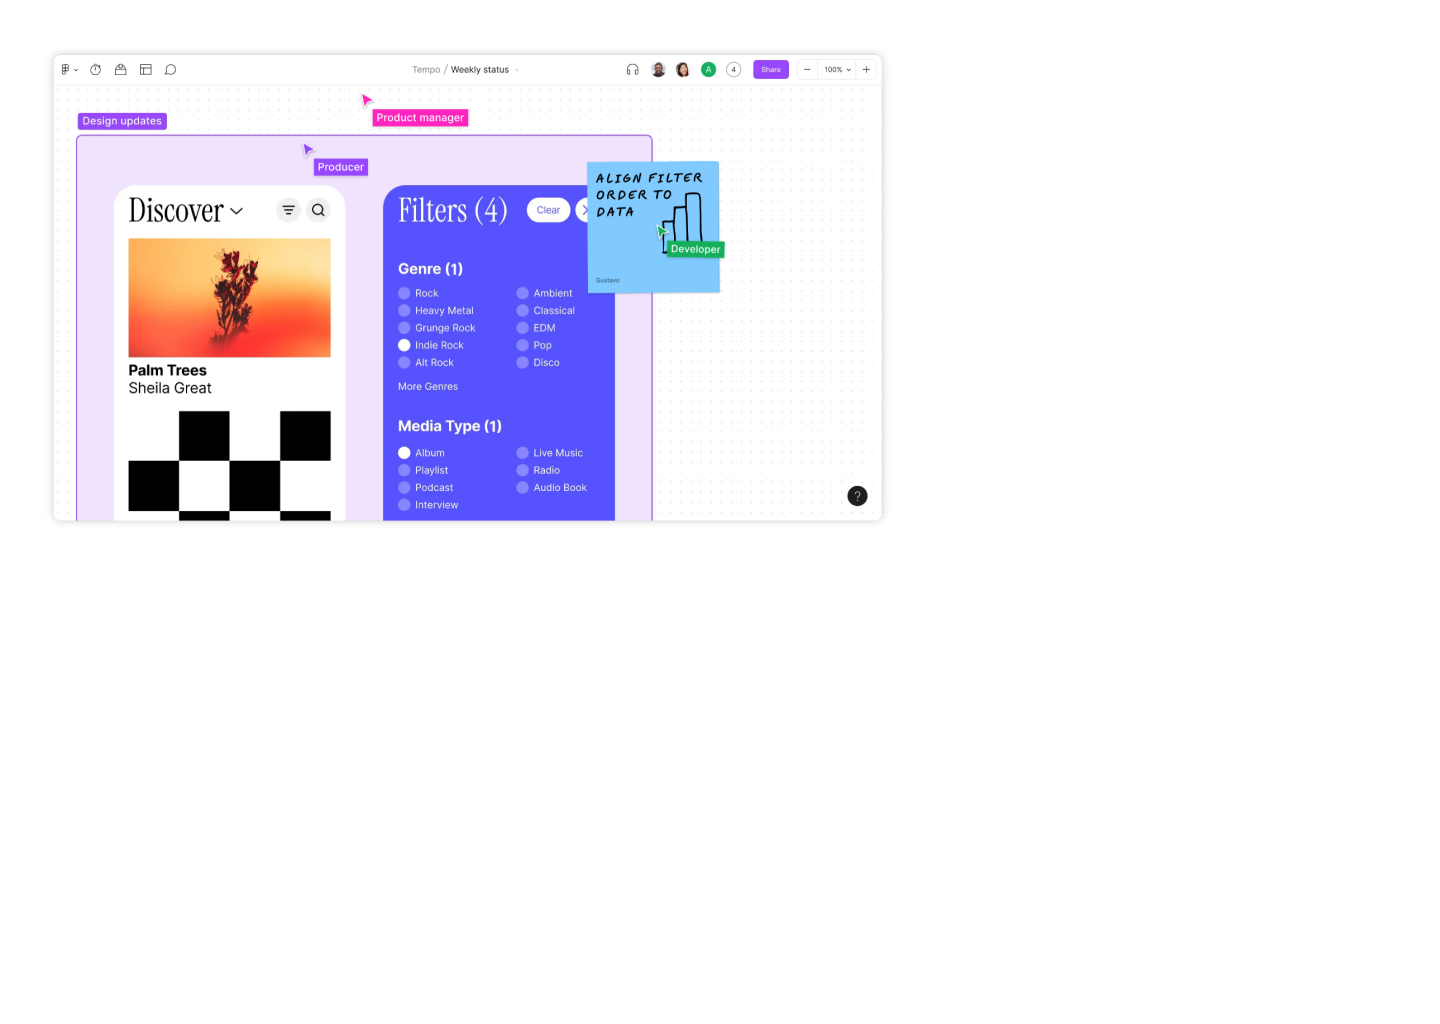 Tempo / Weekly status
A
4
Share
100%
Product manager
Design updates
Producer
Discover
Palm Trees
Sheila Great
Filters (4)
Clear
Genre (1)
Rock
Heavy Metal
Grunge Rock
Indie Rock
Alt Rock
Ambient
Classical
EDM
Pop
Disco
More Genres
Media Type (1)
Album
Playlist
Podcast
Interview
Live Music
Radio
Audio Book
ALIGN FILTER
ORDER TO
DATA
Developer
Gustavo
?